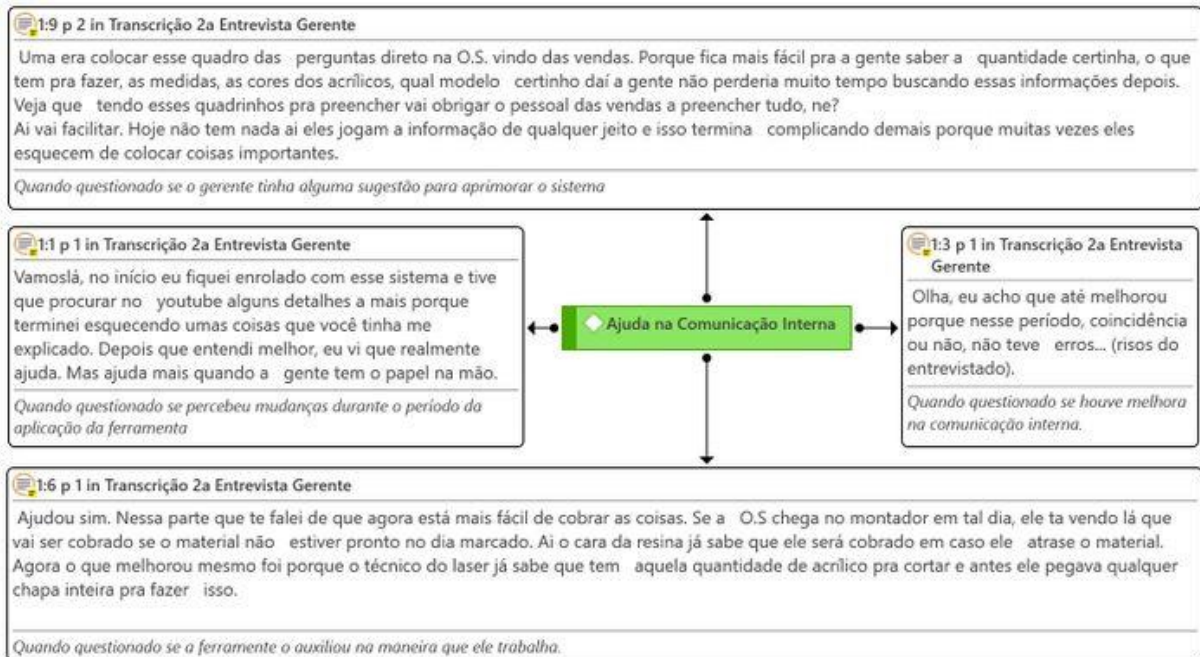 1:9 p 2 in Transcrição 2a Entrevista Gerente
Uma era colocar esse quadro das perguntas direto na O.S. vindo das vendas. Porque fica mais fácil pra a gente saber a quantidade certinha, o que
tem pra fazer, as medidas, as cores dos acrílicos, qual modelo certinho daí a gente não perderia muito tempo buscando essas informações depois.
Veja que tendo esses quadrinhos pra preencher vai obrigar o pessoal das vendas a preencher tudo, ne?
Ai vai facilitar. Hoje não tem nada ai eles jogam a informação de qualquer jeito e isso termina complicando demais porque muitas vezes eles
esquecem de colocar coisas importantes.
Quando questionado se o gerente tinha alguma sugestão para aprimorar o sistema
1:1 p 1 in Transcrição 2a Entrevista Gerente
Vamoslá, no início eu fiquei enrolado com esse sistema e tive
que procurar no youtube alguns detalhes a mais porque
terminei esquecendo umas coisas que você tinha me
explicado. Depois que entendi melhor, eu vi que realmente
ajuda. Mas ajuda mais quando a gente tem o papel na mão.
Quando questionado se percebeu mudanças durante o período da
aplicação da ferramenta
Ajuda na Comunicação Interna
1:3 p 1 in Transcrição 2a Entrevista
Gerente
Olha, eu acho que até melhorou
porque nesse período, coincidência
ou não, não teve erros... (risos do
entrevistado).
Quando questionado se houve melhora
na comunicação interna.
1:6 p 1 in Transcrição 2a Entrevista Gerente
Ajudou sim. Nessa parte que te falei de que agora está mais fácil de cobrar as coisas. Se a O.S chega no montador em tal dia, ele ta vendo lá que
vai ser cobrado se o material não estiver pronto no dia marcado. Ai o cara da resina já sabe que ele será cobrado em caso ele atrase o material.
Agora o que melhorou mesmo foi porque o técnico do laser já sabe que tem aquela quantidade de acrílico pra cortar e antes ele pegava qualquer
chapa inteira pra fazer isso.
Quando questionado se a ferramente o auxiliou na maneira que ele trabalha.